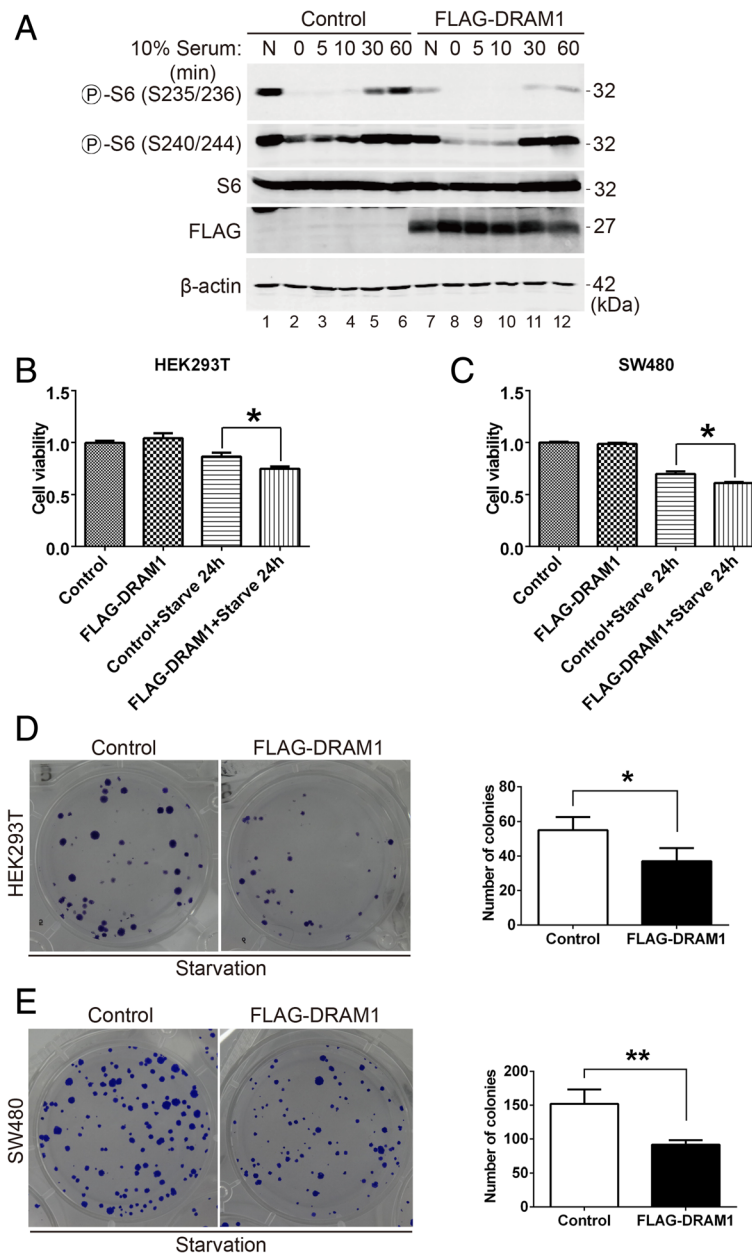 A
Control FLAG-DRAM1
10% Serum: N 0 5 10 30 60 N 0 5 10 30 60
(min)
Ⓟ-S6 (S235/236) -32
Ⓟ-S6 (S240/244) -32
S6 -32
FLAG -27
β-actin -42
(kDa)
1 2 3 4 5 6 7 8 9 10 11 12
B
HEK293T
Cell viability
1.5
1.0
0.5
0.0
*
Control
FLAG-DRAM1
Control+Starve 24h
FLAG-DRAM1+Starve 24h
C
SW480
Cell viability
1.5
1.0
0.5
0.0
*
Control
FLAG-DRAM1
Control+Starve 24h
FLAG-DRAM1+Starve 24h
D
Control FLAG-DRAM1
HEK293T
Starvation
Number of colonies
80
60
40
20
0
*
Control FLAG-DRAM1
E
Control FLAG-DRAM1
SW480
Starvation
Number of colonies
200
150
100
50
0
**
Control FLAG-DRAM1